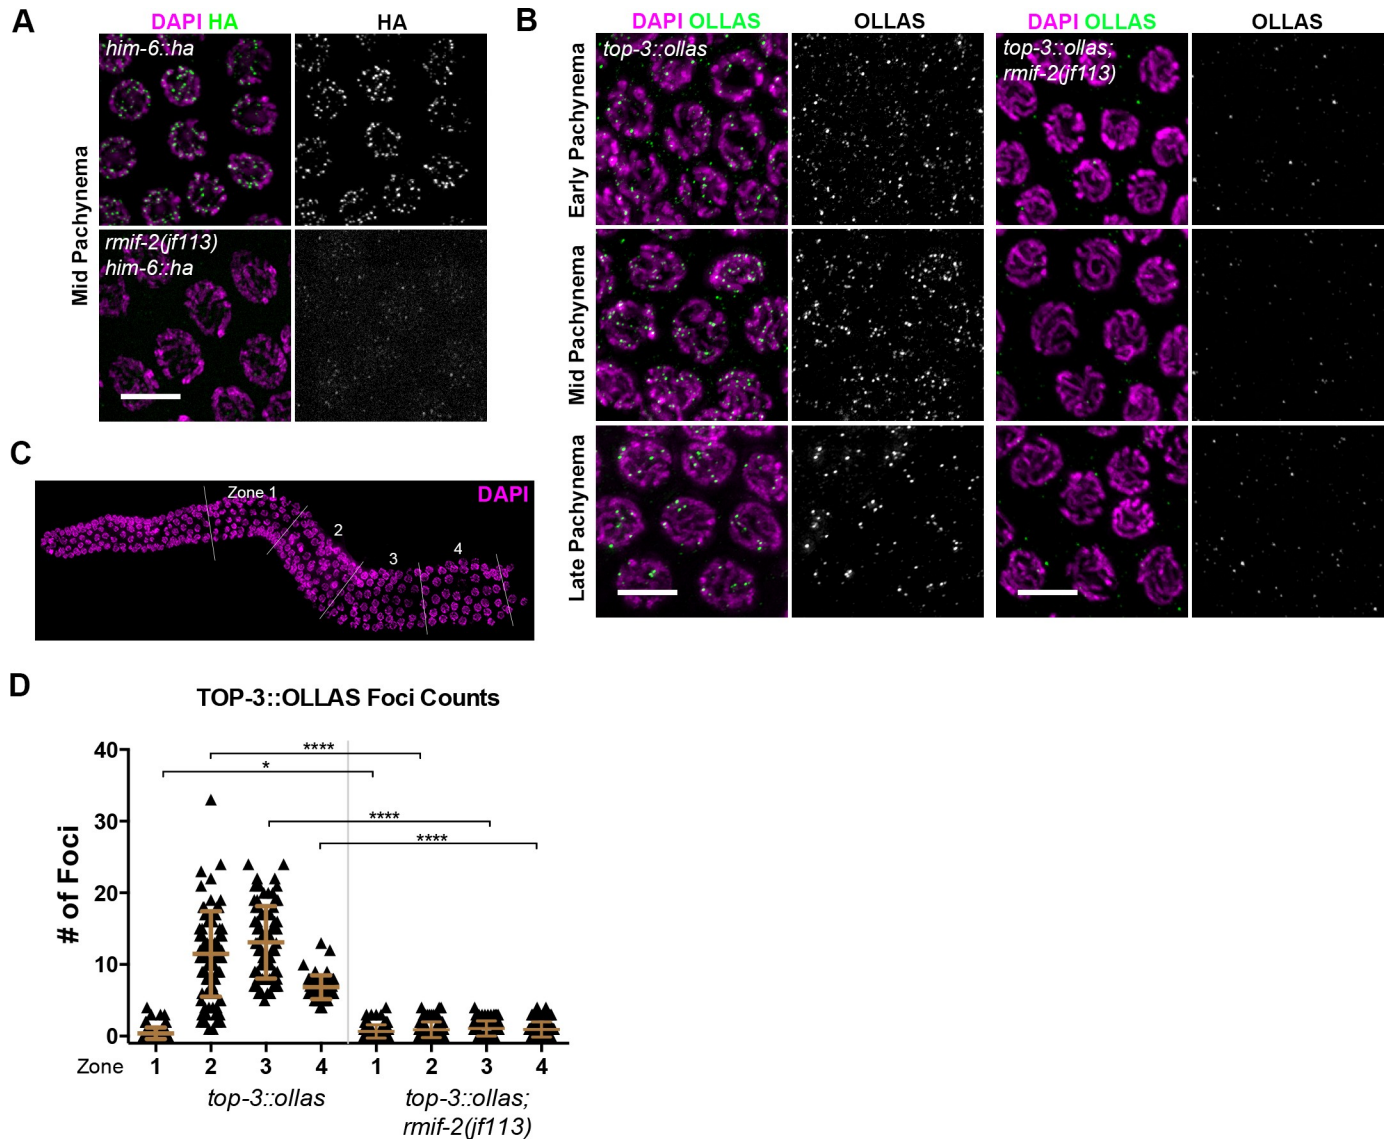 A
DAPI HA
HA
him-6::ha
Mid Pachynema
rmif-2(jf113)
him-6::ha
B
DAPI OLLAS
OLLAS
DAPI OLLAS
OLLAS
top-3::ollas
top-3::ollas;
rmif-2(jf113)
Early Pachynema
Mid Pachynema
Late Pachynema
C
Zone 1
2
3
4
DAPI
D
TOP-3::OLLAS Foci Counts
# of Foci
40
30
20
10
0
****
*
****
****
Zone
1 2 3 4 1 2 3 4
top-3::ollas
top-3::ollas;
rmif-2(jf113)